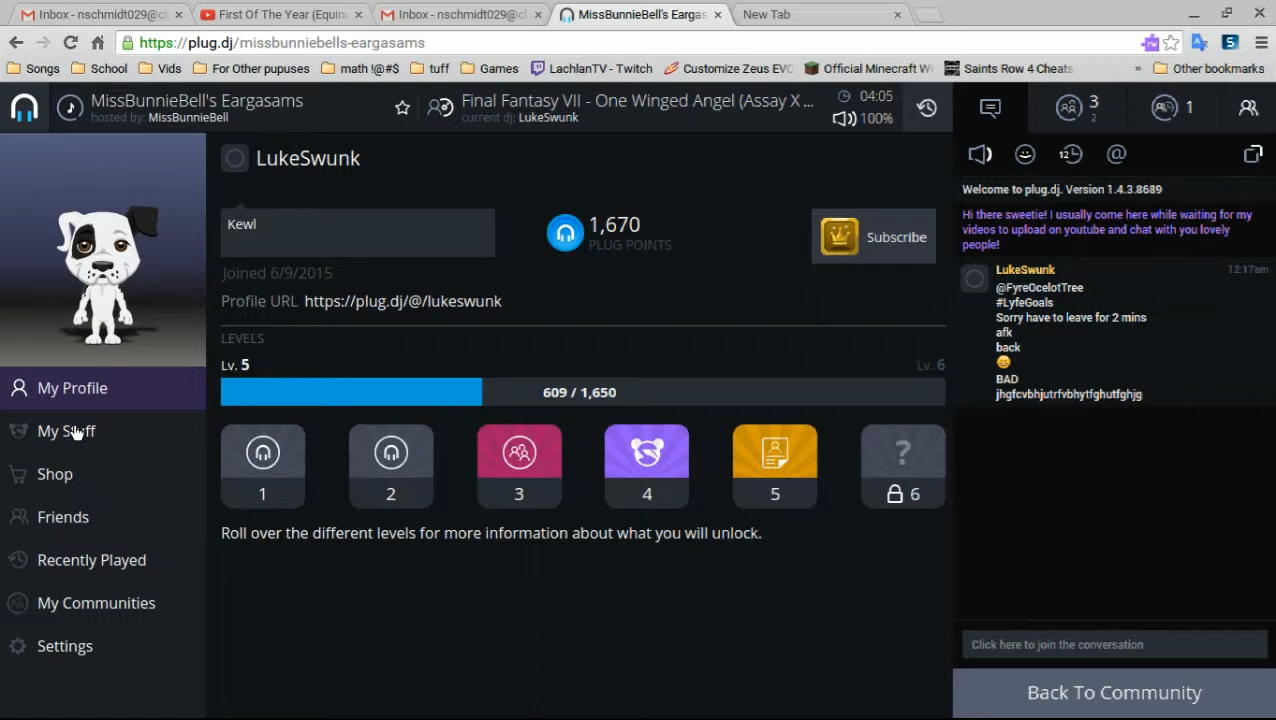 Inbox - nschmidt029@cl
First Of The Year (Equin
Inbox - nschmidt029@cl
MissBunnieBell's Eargas
New Tab
https://plug.dj/missbunniebells-eargasams
Songs
School
Vids
For Other pupuses
math !@#$
tuff
Games
LachlanTV - Twitch
Customize Zeus EVO
Official Minecraft Wi
Saints Row 4 Cheats
»
Other bookmarks
MissBunnieBell's Eargasams
hosted by: MissBunnieBell
Final Fantasy VII - One Winged Angel (Assay X ...
current dj: LukeSwunk
04:05
100%
3
2
1
LukeSwunk
Kewl
1,670
PLUG POINTS
Subscribe
Joined 6/9/2015
Profile URL https://plug.dj/@/lukeswunk
LEVELS
Lv. 5
Lv. 6
609 / 1,650
1
2
3
4
5
? 6
Roll over the different levels for more information about what you will unlock.
My Profile
My Stuff
Shop
Friends
Recently Played
My Communities
Settings
12
@
Welcome to plug.dj. Version 1.4.3.8689
Hi there sweetie! I usually come here while waiting for my
videos to upload on youtube and chat with you lovely
people!
LukeSwunk 12:17am
@FyreOcelotTree
#LyfeGoals
Sorry have to leave for 2 mins
afk
back
BAD
jhgfcvbhjutrfvbhytfghutfghjg
Click here to join the conversation
Back To Community